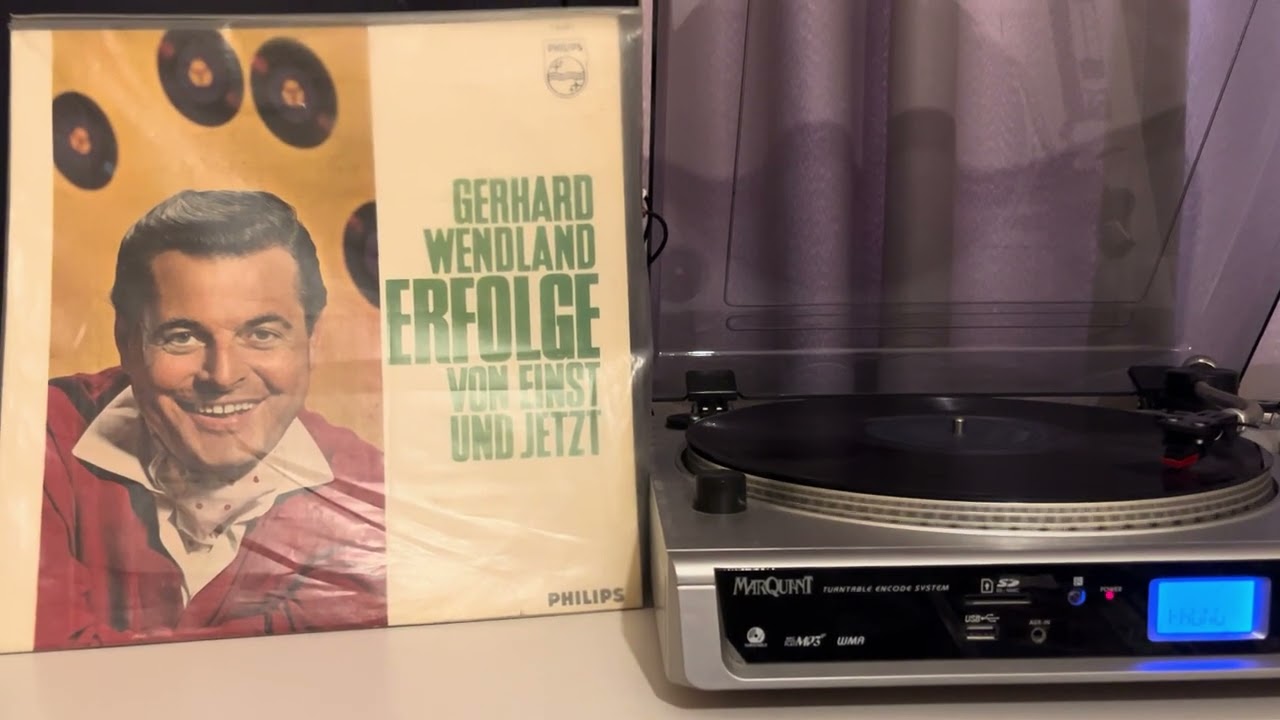 PHILIPS
GERHARD
WENDLAND
ERFOLGE
VON EINST
UND JETZT
PHILIPS
MARQUANT TURNTABLE ENCODE SYSTEM
SD
POWER
USB
AUX-IN
MP3
WMA